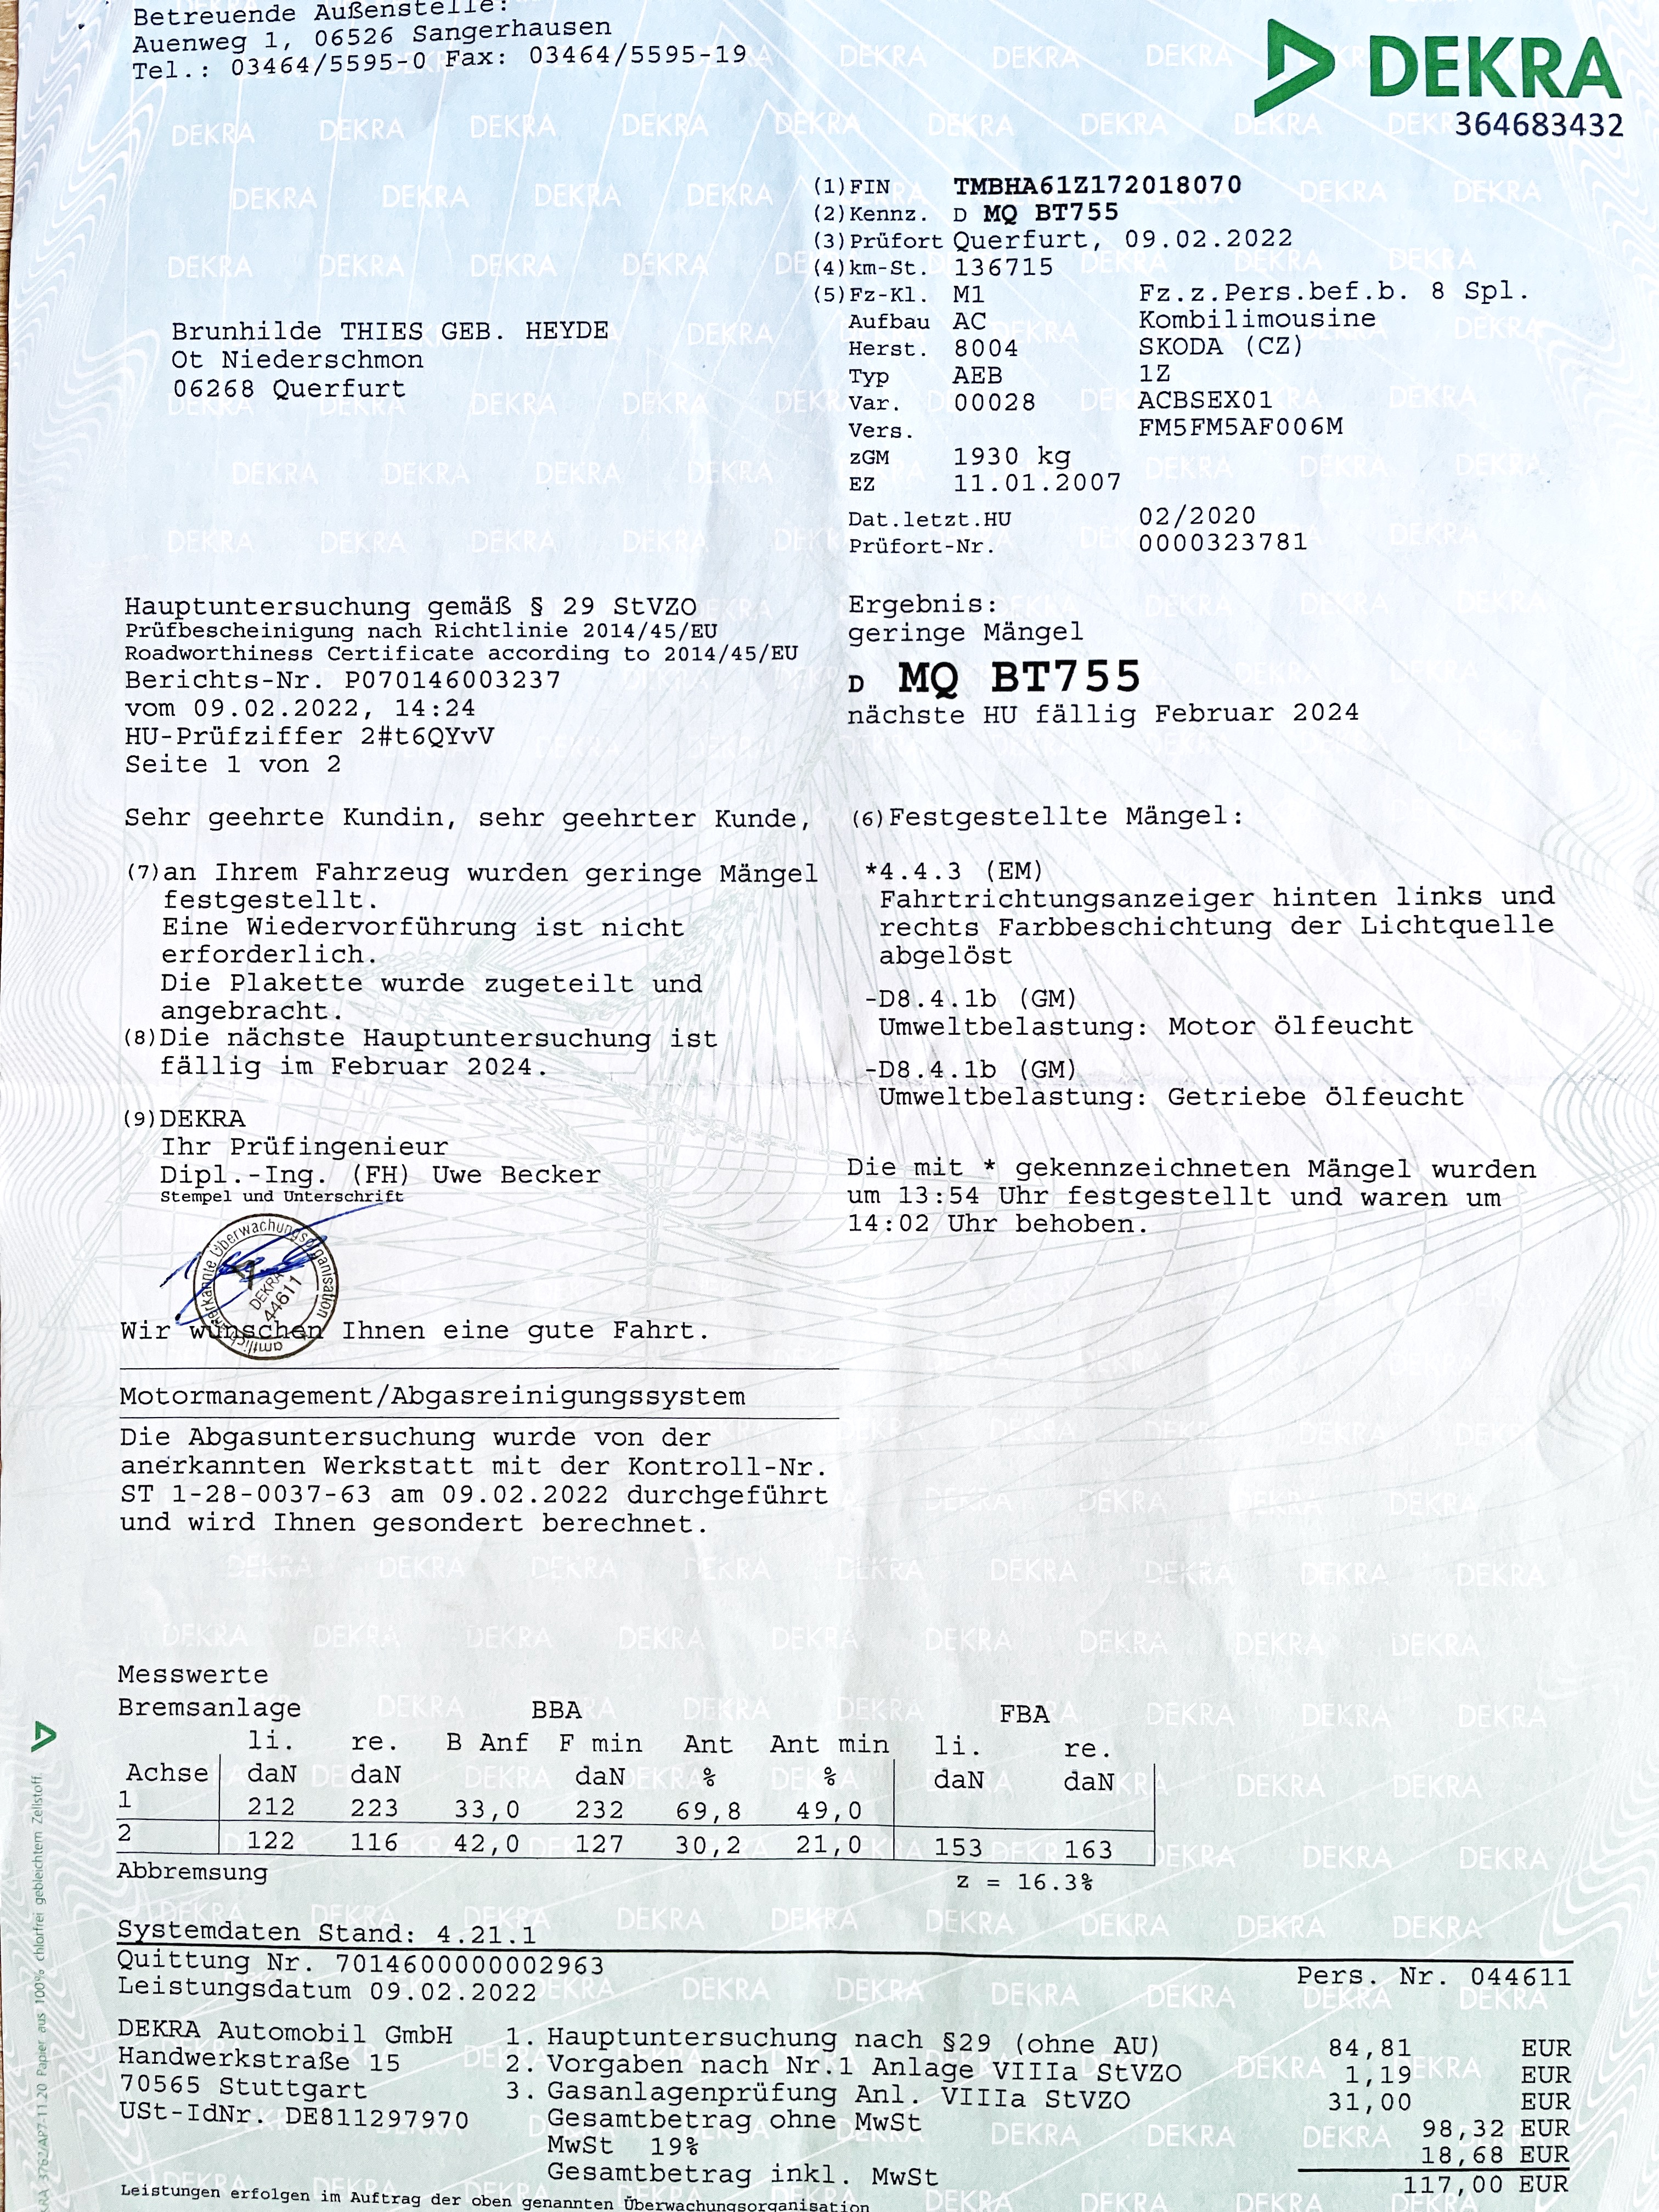 Betreuende Außenstelle:
Auenweg 1, 06526 Sangerhausen
Tel.: 03464/5595-0 Fax: 03464/5595-19
DEKRA
364683432
(1) FIN TMBHA61Z172018070
(2) Kennz. D MQ BT755
(3) Prüfort Querfurt, 09.02.2022
(4) km-St. 136715
(5) Fz-Kl. M1 Fz.z.Pers.bef.b. 8 Spl.
Aufbau AC Kombilimousine
Herst. 8004 SKODA (CZ)
Typ AEB 1Z
Var. 00028 ACBSEX01
Vers. FM5FM5AF006M
zGM 1930 kg
EZ 11.01.2007
Dat.letzt.HU 02/2020
Prüfort-Nr. 0000323781
Brunhilde THIES GEB. HEYDE
Ot Niederschmon
06268 Querfurt
Hauptuntersuchung gemäß § 29 StVZO
Prüfbescheinigung nach Richtlinie 2014/45/EU
Roadworthiness Certificate according to 2014/45/EU
Berichts-Nr. P070146003237
vom 09.02.2022, 14:24
HU-Prüfziffer 2#t6QYvV
Seite 1 von 2
Ergebnis:
geringe Mängel
D MQ BT755
nächste HU fällig Februar 2024
Sehr geehrte Kundin, sehr geehrter Kunde,
(7) an Ihrem Fahrzeug wurden geringe Mängel
festgestellt.
Eine Wiedervorführung ist nicht
erforderlich.
Die Plakette wurde zugeteilt und
angebracht.
(8) Die nächste Hauptuntersuchung ist
fällig im Februar 2024.
(9) DEKRA
Ihr Prüfingenieur
Dipl.-Ing. (FH) Uwe Becker
Stempel und Unterschrift
amtlich anerkannte Überwachungsorganisation
DEKRA
44611
Wir wünschen Ihnen eine gute Fahrt.
(6) Festgestellte Mängel:
*4.4.3 (EM)
Fahrtrichtungsanzeiger hinten links und
rechts Farbbeschichtung der Lichtquelle
abgelöst
-D8.4.1b (GM)
Umweltbelastung: Motor ölfeucht
-D8.4.1b (GM)
Umweltbelastung: Getriebe ölfeucht
Die mit * gekennzeichneten Mängel wurden
um 13:54 Uhr festgestellt und waren um
14:02 Uhr behoben.
Motormanagement/Abgasreinigungssystem
Die Abgasuntersuchung wurde von der
anerkannten Werkstatt mit der Kontroll-Nr.
ST 1-28-0037-63 am 09.02.2022 durchgeführt
und wird Ihnen gesondert berechnet.
Messwerte
Bremsanlage BBA FBA
li. re. B Anf F min Ant Ant min li. re.
Achse daN daN daN % % daN daN
1 212 223 33,0 232 69,8 49,0
2 122 116 42,0 127 30,2 21,0 153 163
Abbremsung z = 16.3%
Systemdaten Stand: 4.21.1
Quittung Nr. 7014600000002963 Pers. Nr. 044611
Leistungsdatum 09.02.2022
DEKRA Automobil GmbH
Handwerkstraße 15
70565 Stuttgart
USt-IdNr. DE811297970
1. Hauptuntersuchung nach §29 (ohne AU) 84,81 EUR
2. Vorgaben nach Nr.1 Anlage VIIIa StVZO 1,19 EUR
3. Gasanlagenprüfung Anl. VIIIa StVZO 31,00 EUR
Gesamtbetrag ohne MwSt 98,32 EUR
MwSt 19% 18,68 EUR
Gesamtbetrag inkl. MwSt 117,00 EUR
Leistungen erfolgen im Auftrag der oben genannten Überwachungsorganisation
3762/AP7-11.20 Papier aus 100% chlorfrei gebleichtem Zellstoff